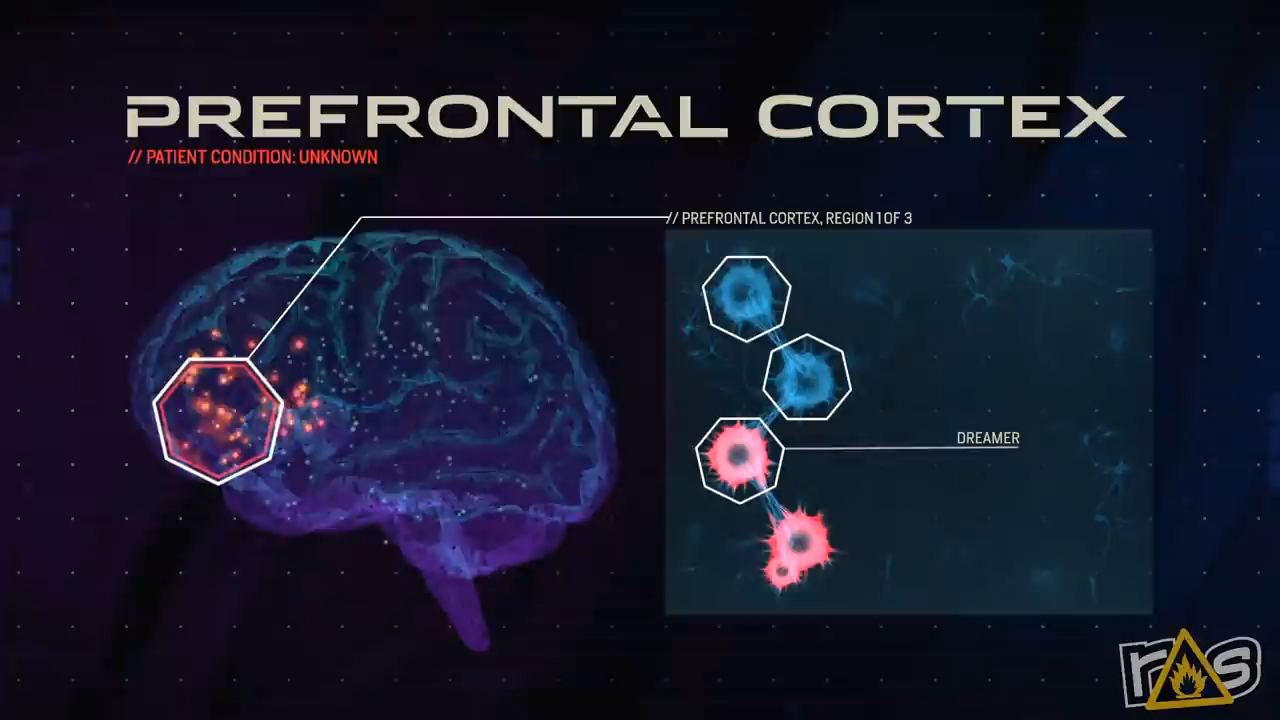 PREFRONTAL CORTEX
// PATIENT CONDITION: UNKNOWN
// PREFRONTAL CORTEX, REGION 1 OF 3
DREAMER